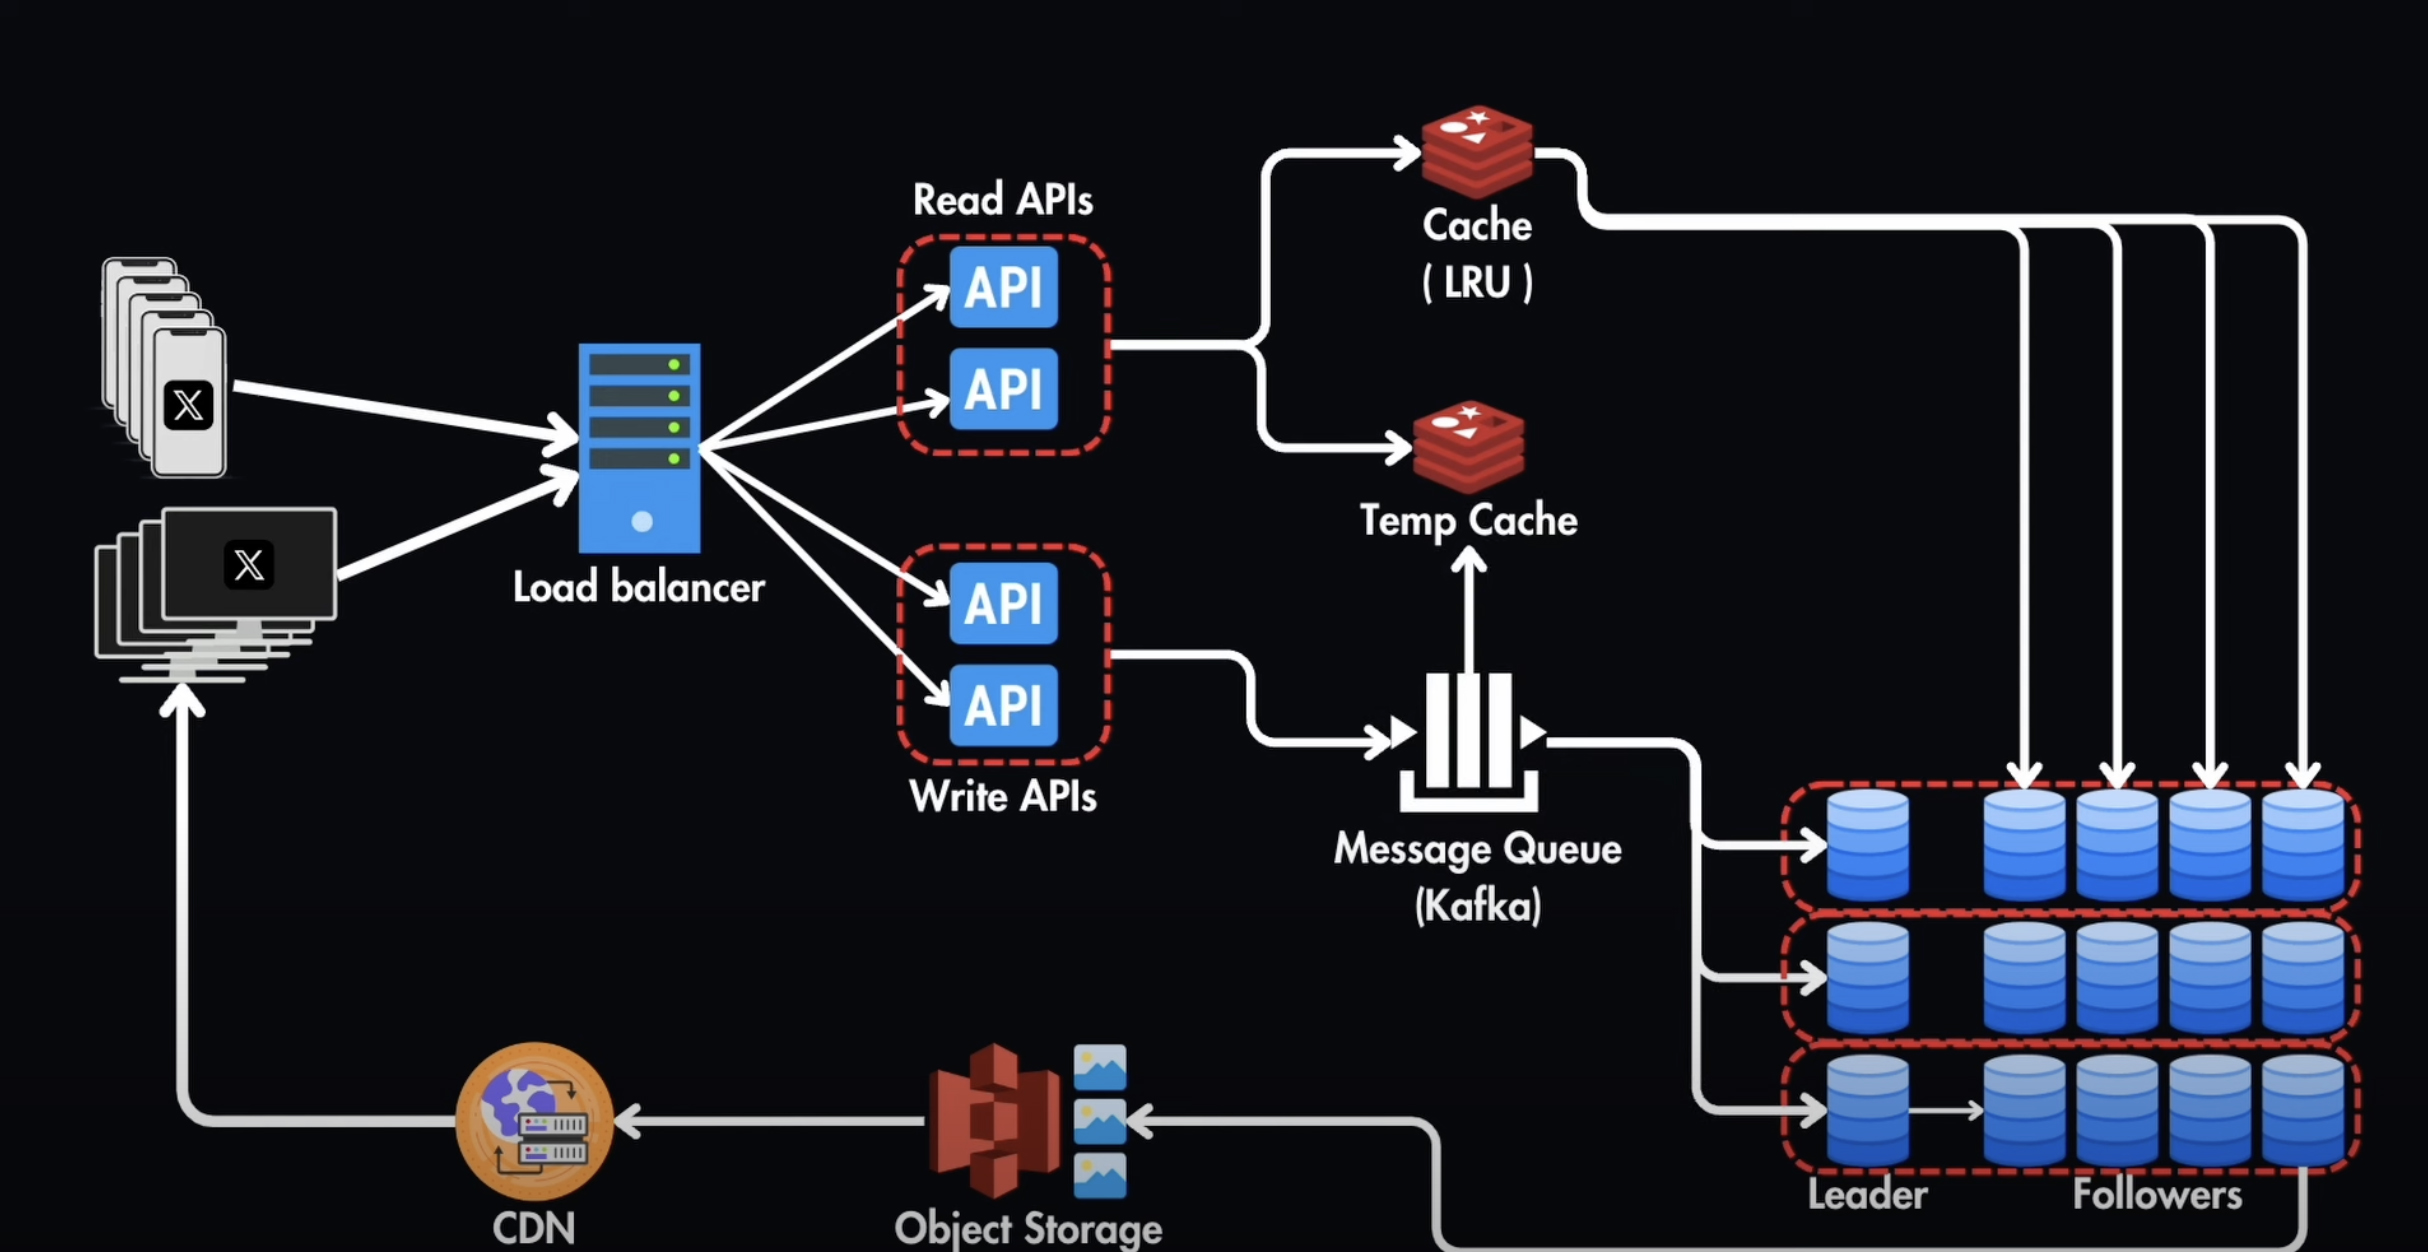 Read APIs
API
API
Cache
( LRU )
X
Load balancer
X
Temp Cache
API
API
Write APIs
Message Queue
(Kafka)
Leader
Followers
CDN
Object Storage